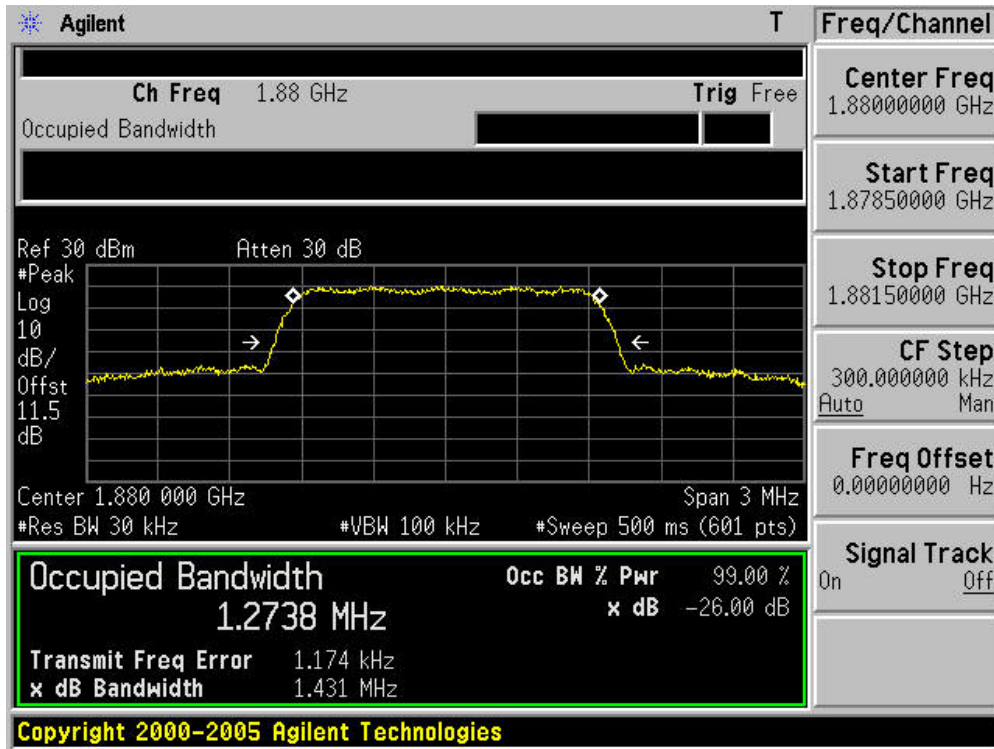 Agilent T Freq/Channel
Ch Freq 1.88 GHz Trig Free
Occupied Bandwidth
Center Freq
1.88000000 GHz
Start Freq
1.87850000 GHz
Stop Freq
1.88150000 GHz
CF Step
300.000000 kHz
Auto Man
Freq Offset
0.00000000 Hz
Signal Track
On Off
Ref 30 dBm Atten 30 dB
#Peak
Log
10
dB/
Offst
11.5
dB
Center 1.880 000 GHz Span 3 MHz
#Res BW 30 kHz #VBW 100 kHz #Sweep 500 ms (601 pts)
Occupied Bandwidth Occ BW % Pwr 99.00 %
1.2738 MHz x dB -26.00 dB
Transmit Freq Error 1.174 kHz
x dB Bandwidth 1.431 MHz
Copyright 2000-2005 Agilent Technologies